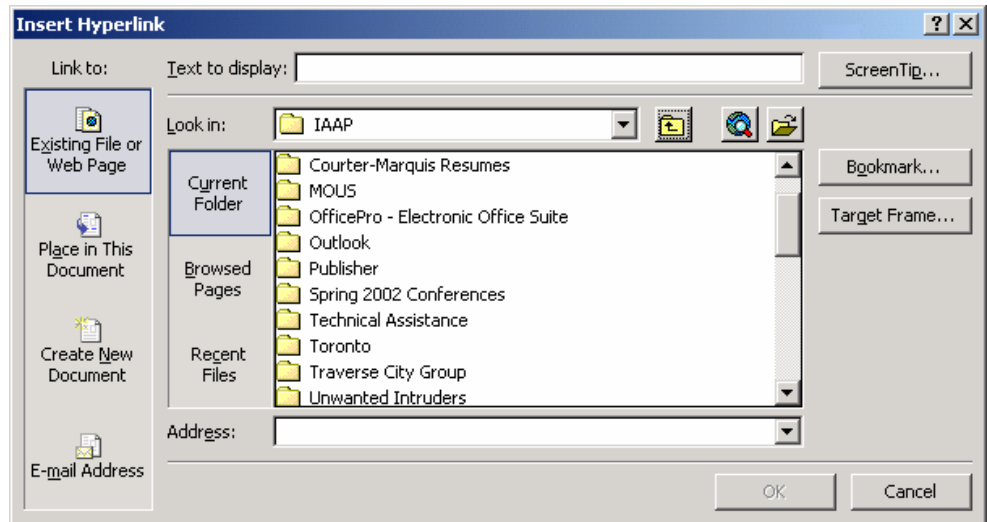 Insert Hyperlink
Link to:
Text to display:
ScreenTip...
Existing File or
Web Page
Look in:
IAAP
Current
Folder
Courter-Marquis Resumes
MOUS
OfficePro - Electronic Office Suite
Outlook
Publisher
Spring 2002 Conferences
Technical Assistance
Toronto
Traverse City Group
Unwanted Intruders
Bookmark...
Target Frame...
Place in This
Document
Browsed
Pages
Create New
Document
Recent
Files
Address:
E-mail Address
OK
Cancel